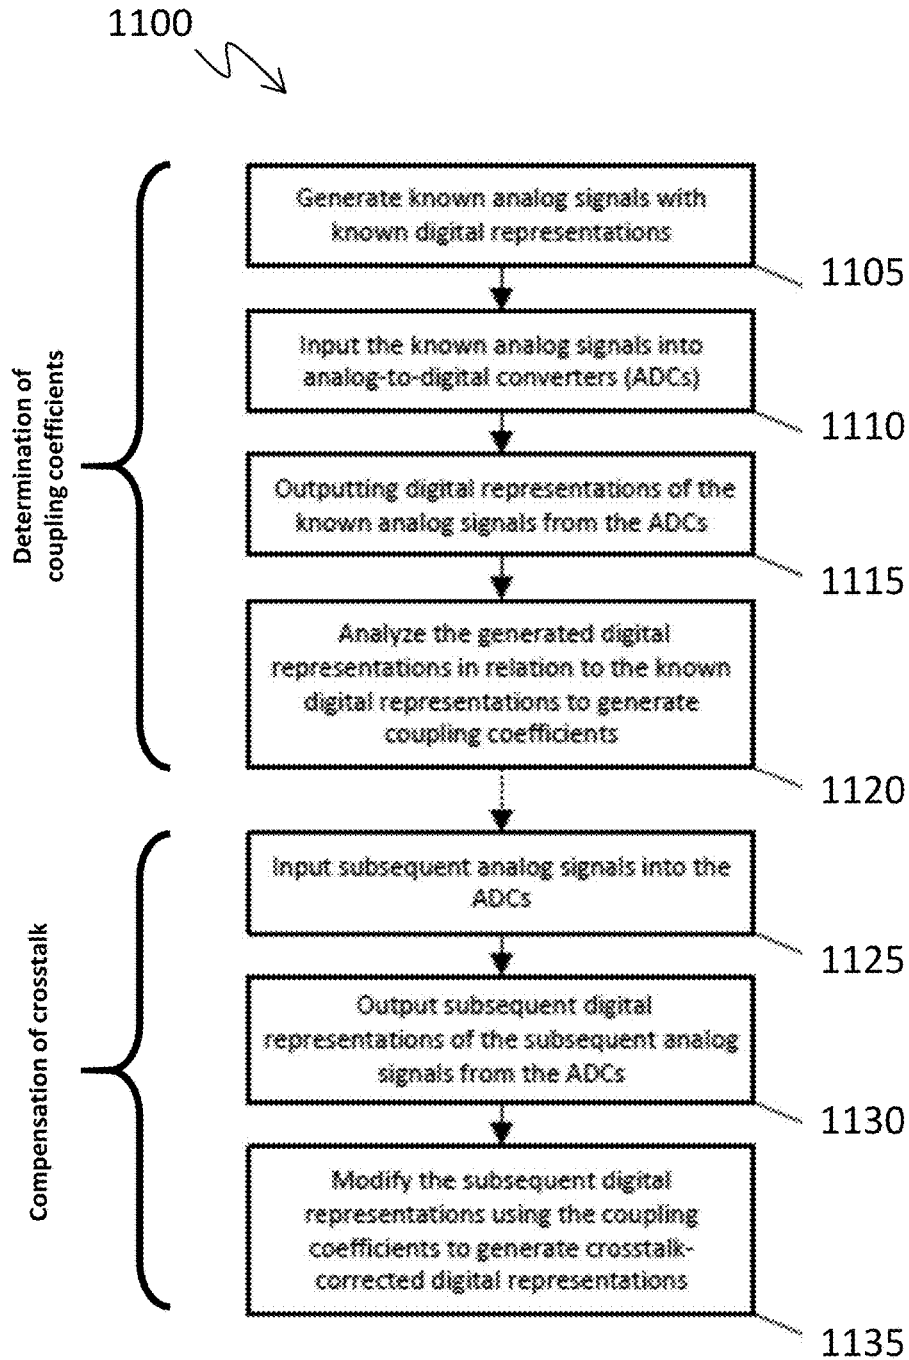 1100
Generate known analog signals with
known digital representations
1105
Input the known analog signals into
analog-to-digital converters (ADCs)
1110
Outputting digital representations of the
known analog signals from the ADCs
1115
Analyze the generated digital
representations in relation to the known
digital representations to generate
coupling coefficients
1120
Determination of
coupling coefficients
Input subsequent analog signals into the
ADCs
1125
Output subsequent digital
representations of the subsequent analog
signals from the ADCs
1130
Modify the subsequent digital
representations using the coupling
coefficients to generate crosstalk-
corrected digital representations
1135
Compensation of crosstalk